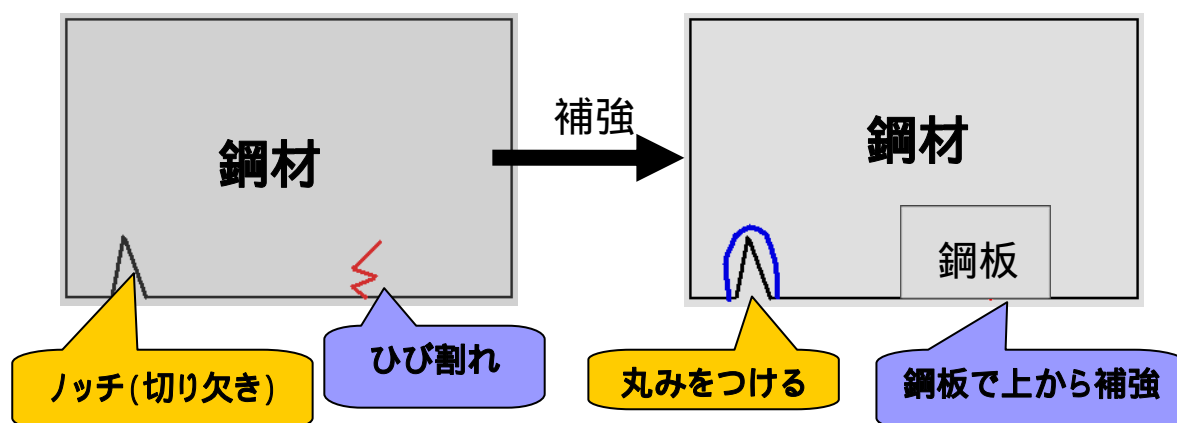 鋼材
補強
鋼材
鋼板
ノッチ(切り欠き)
ひび割れ
丸みをつける
鋼板で上から補強